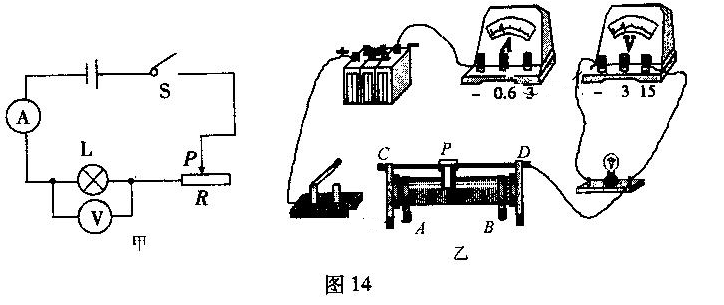 S
A
L
P
V
R
甲
A
- 0.6 3
V
- 3 15
C P D
A B
乙
图 14